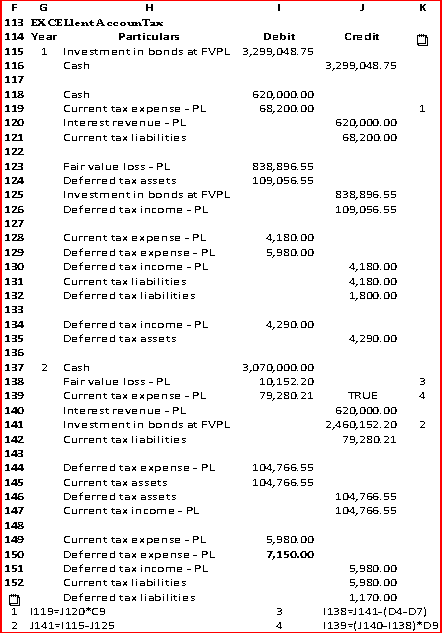 F G H I J K
113 EXCELlent AccounTax
114 Year Particulars Debit Credit
115 1 Investment in bonds at FVPL 3,299,048.75
116 Cash 3,299,048.75
117
118 Cash 620,000.00
119 Current tax expense - PL 68,200.00 1
120 Interest revenue - PL 620,000.00
121 Current tax liabilities 68,200.00
122
123 Fair value loss - PL 838,896.55
124 Deferred tax assets 109,056.55
125 Investment in bonds at FVPL 838,896.55
126 Deferred tax income - PL 109,056.55
127
128 Current tax expense - PL 4,180.00
129 Deferred tax expense - PL 5,980.00
130 Deferred tax income - PL 4,180.00
131 Current tax liabilities 4,180.00
132 Deferred tax liabilities 1,800.00
133
134 Deferred tax income - PL 4,290.00
135 Deferred tax assets 4,290.00
136
137 2 Cash 3,070,000.00
138 Fair value loss - PL 10,152.20 3
139 Current tax expense - PL 79,280.21 TRUE 4
140 Interest revenue - PL 620,000.00
141 Investment in bonds at FVPL 2,460,152.20 2
142 Current tax liabilities 79,280.21
143
144 Deferred tax expense - PL 104,766.55
145 Current tax assets 104,766.55
146 Deferred tax assets 104,766.55
147 Current tax income - PL 104,766.55
148
149 Current tax expense - PL 5,980.00
150 Deferred tax expense - PL 7,150.00
151 Deferred tax income - PL 5,980.00
152 Current tax liabilities 5,980.00
Deferred tax liabilities 1,170.00
1 I119=J120*C9 3 I138=J141-(D4-D7)
2 J141=I115-J125 4 I139=(J140-I138)*D9